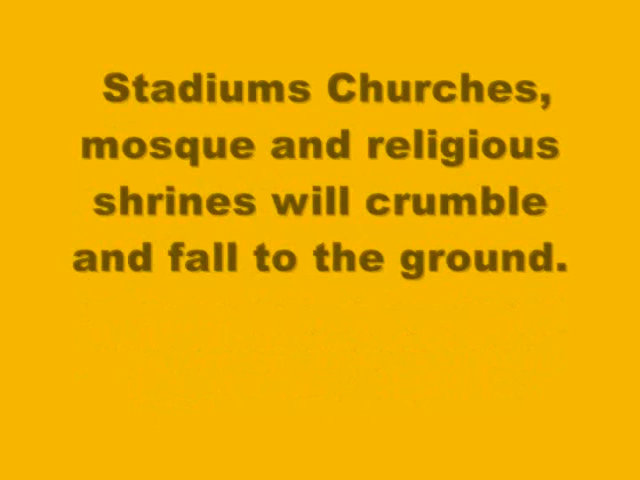 Stadiums Churches,
mosque and religious
shrines will crumble
and fall to the ground.